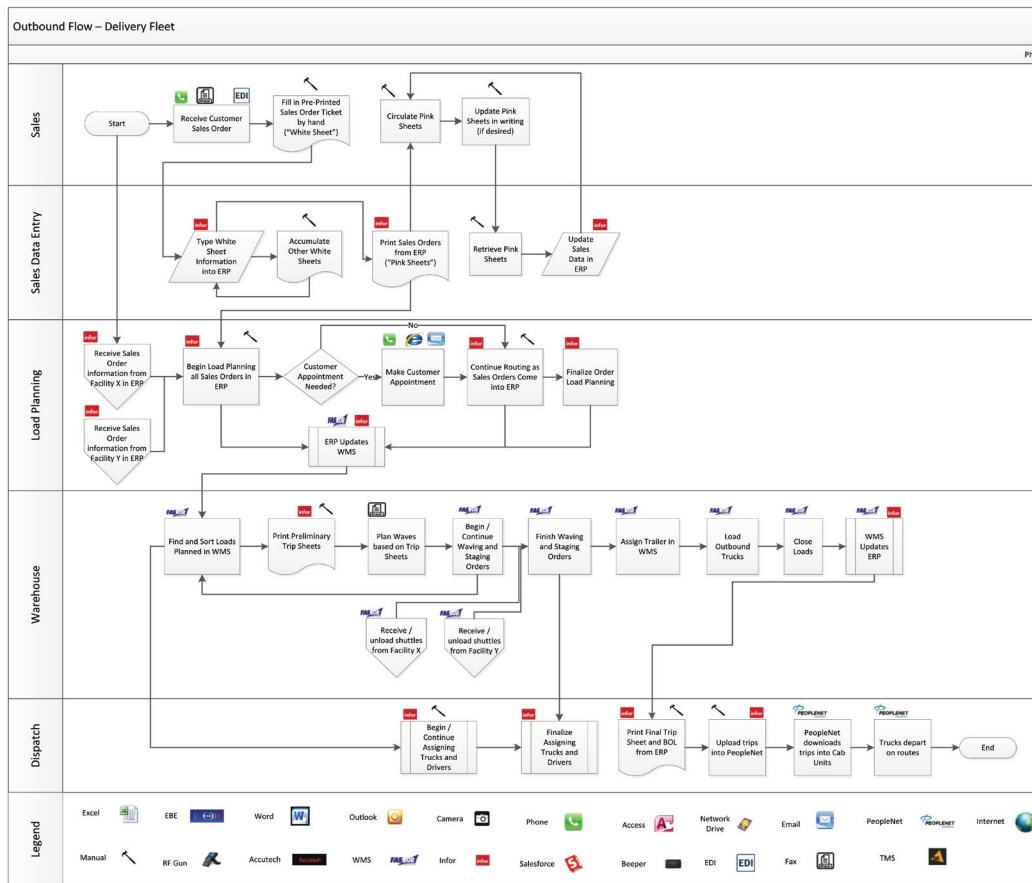 Outbound Flow – Delivery Fleet
Ph
Sales
Start
EDI
Receive Customer
Sales Order
Fill in Pre-Printed
Sales Order Ticket
by hand
("White Sheet")
Circulate Pink
Sheets
Update Pink
Sheets in writing
(if desired)
Sales Data Entry
infor
Type White
Sheet
Information
into ERP
Accumulate
Other White
Sheets
infor
Print Sales Orders
from ERP
("Pink Sheets")
Retrieve Pink
Sheets
infor
Update
Sales
Data in
ERP
Load Planning
infor
Receive Sales
Order
information from
Facility X in ERP
infor
Receive Sales
Order
information from
Facility Y in ERP
infor
Begin Load Planning
all Sales Orders in
ERP
Customer
Appointment
Needed?
No
Yes
Make Customer
Appointment
infor
Continue Routing as
Sales Orders Come
into ERP
infor
Finalize Order
Load Planning
infor
ERP Updates
WMS
Warehouse
Find and Sort Loads
Planned in WMS
infor
Print Preliminary
Trip Sheets
Plan Waves
based on Trip
Sheets
Begin /
Continue
Waving and
Staging
Orders
Finish Waving
and Staging
Orders
Assign Trailer in
WMS
Load
Outbound
Trucks
Close
Loads
infor
WMS
Updates
ERP
Receive /
unload shuttles
from Facility X
Receive /
unload shuttles
from Facility Y
Dispatch
infor
Begin /
Continue
Assigning
Trucks and
Drivers
infor
Finalize
Assigning
Trucks and
Drivers
infor
Print Final Trip
Sheet and BOL
from ERP
infor
Upload trips
into PeopleNet
PEOPLENET
PeopleNet
downloads
trips into Cab
Units
PEOPLENET
Trucks depart
on routes
End
Legend
Excel
EBE
Word
W
Outlook
Camera
Phone
Access
A
Network
Drive
Email
PeopleNet
PEOPLENET
Internet
Manual
RF Gun
Accutech
Accutech
WMS
Infor
infor
Salesforce
S
Beeper
EDI
EDI
Fax
TMS